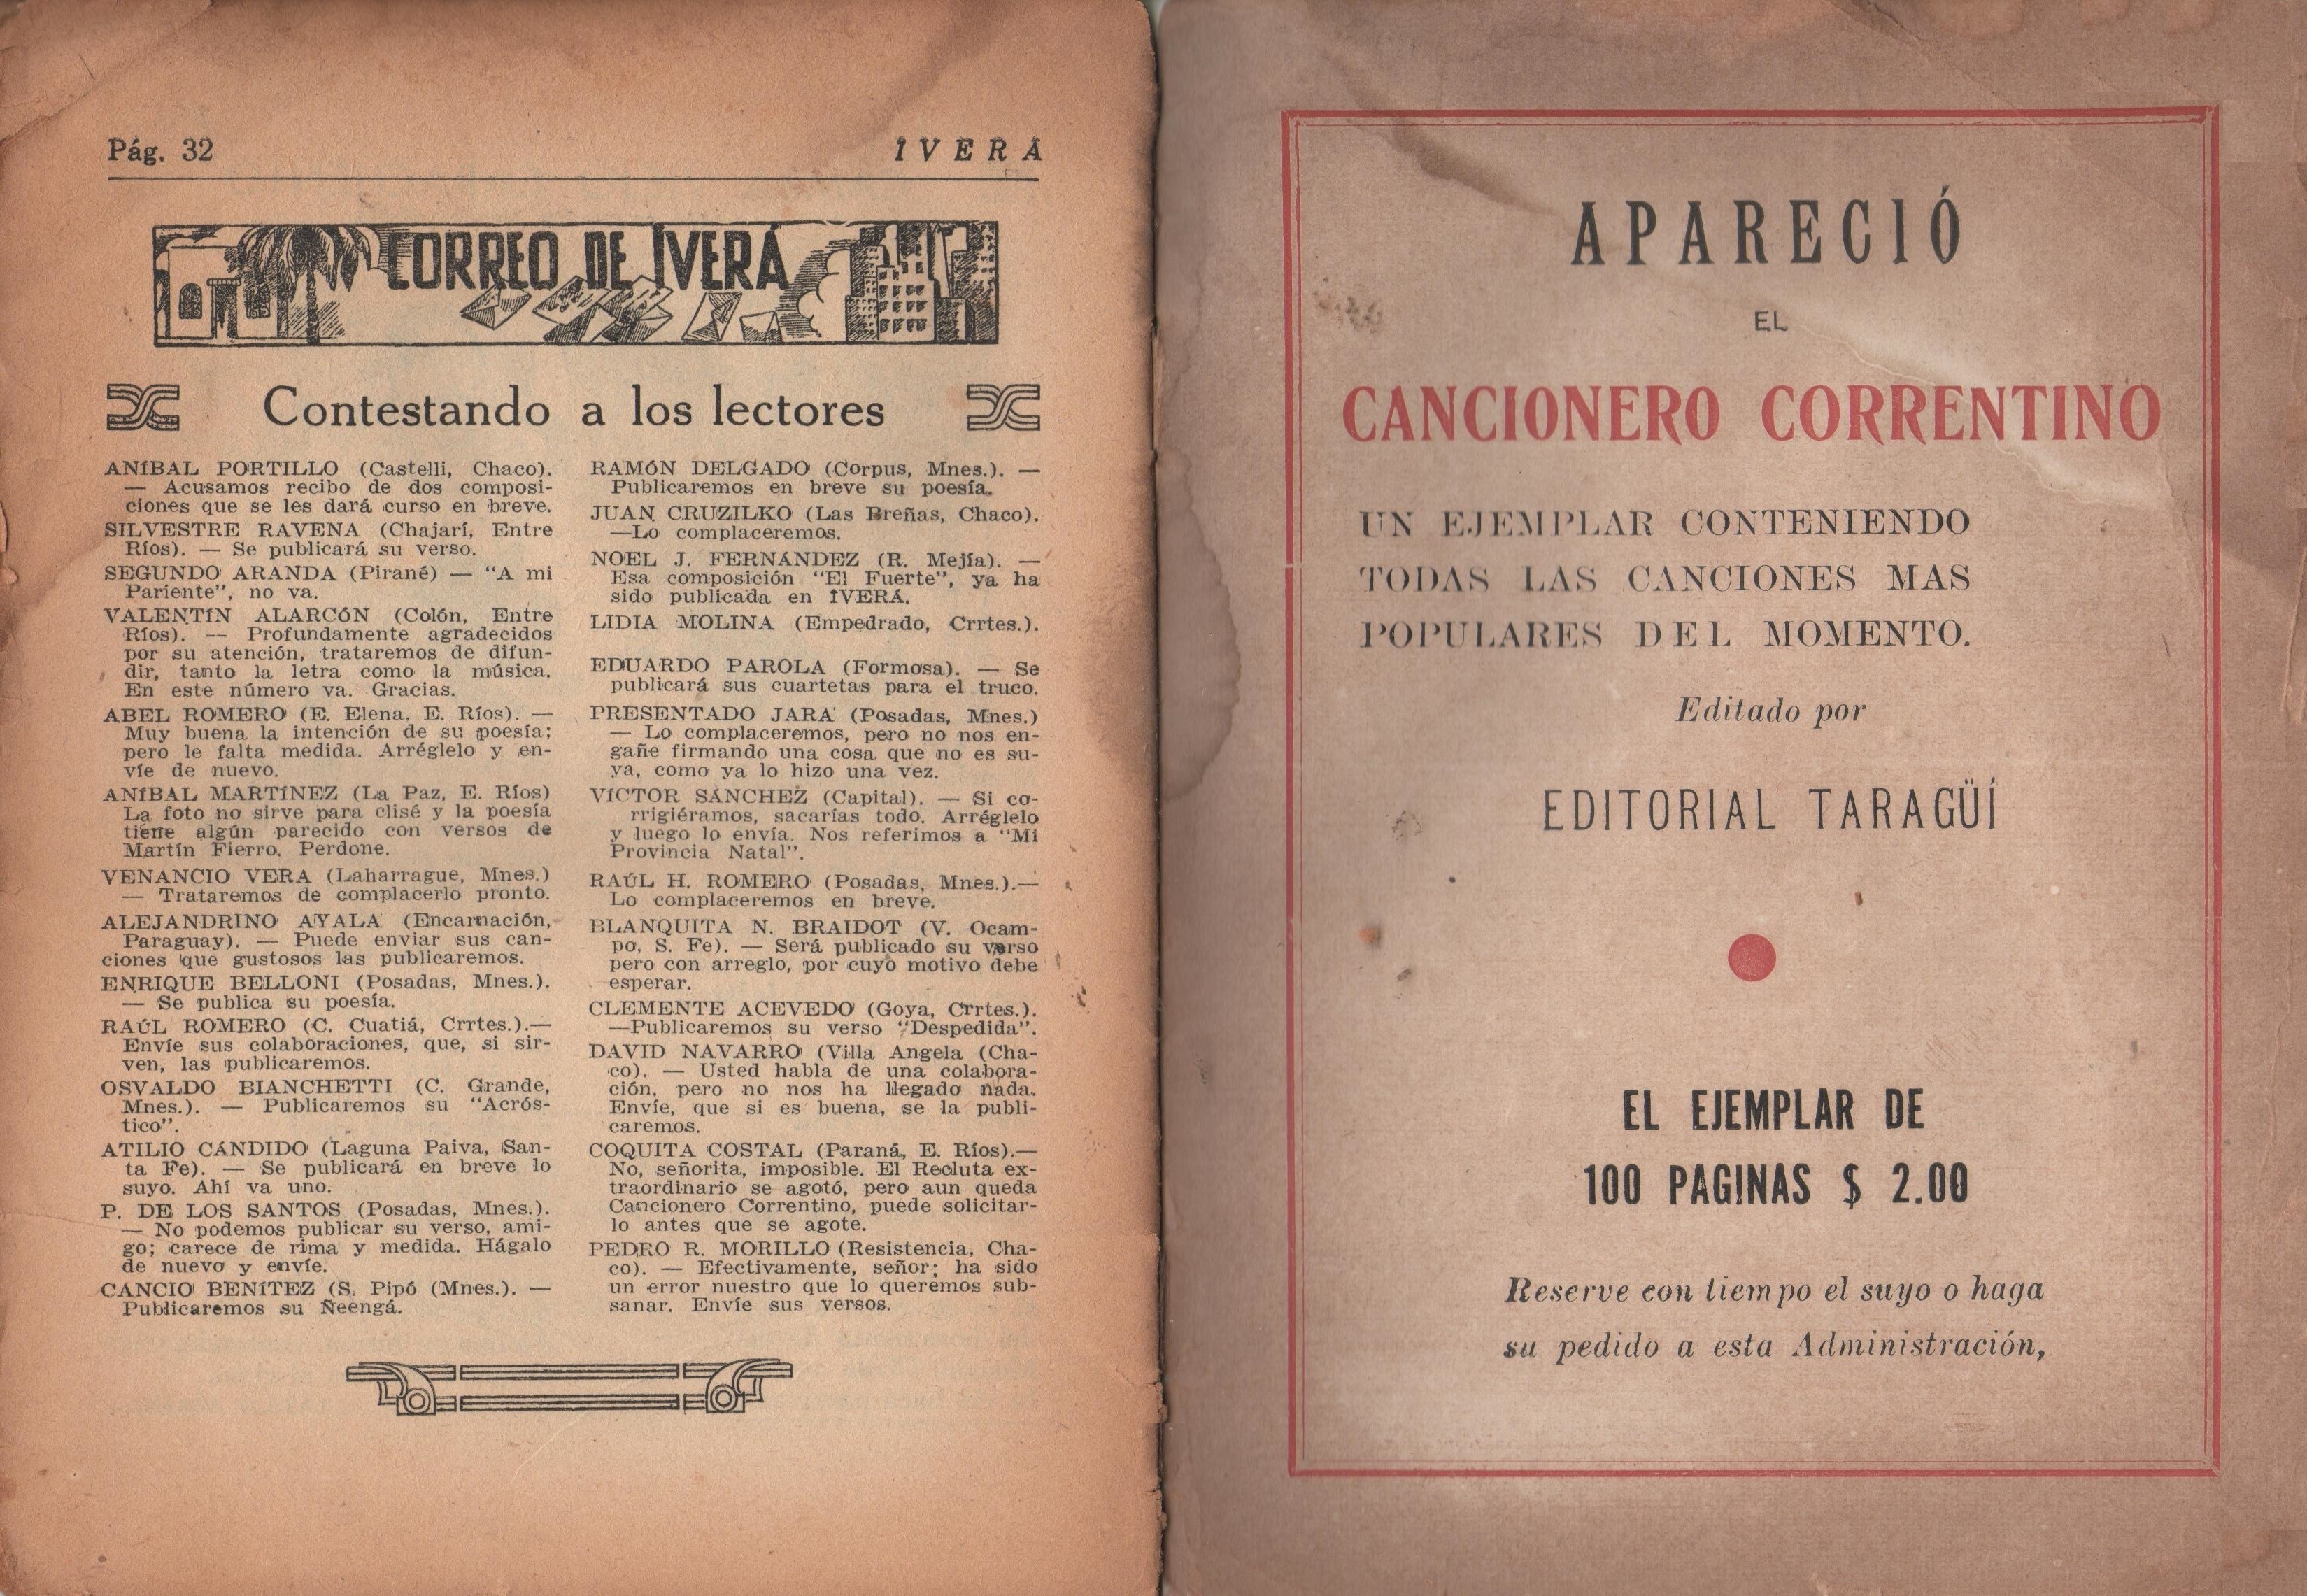 Pág. 32
IVERÁ
CORREO DE IVERÁ
Contestando a los lectores
ANÍBAL PORTILLO (Castelli, Chaco).
— Acusamos recibo de dos composi-
ciones que se les dará curso en breve.
SILVESTRE RAVENA (Chajarí, Entre
Ríos). — Se publicará su verso.
SEGUNDO ARANDA (Pirané) — “A mi
Pariente”, no va.
VALENTÍN ALARCÓN (Colón, Entre
Ríos). — Profundamente agradecidos
por su atención, trataremos de difun-
dir, tanto la letra como la música.
En este número va. Gracias.
ABEL ROMERO (E. Elena, E. Ríos). —
Muy buena la intención de su poesía;
pero le falta medida. Arréglelo y en-
víe de nuevo.
ANÍBAL MARTÍNEZ (La Paz, E. Ríos)
La foto no sirve para clisé y la poesía
tiene algún parecido con versos de
Martín Fierro. Perdone.
VENANCIO VERA (Laharrague, Mnes.)
— Trataremos de complacerlo pronto.
ALEJANDRINO AYALA (Encarnación,
Paraguay). — Puede enviar sus can-
ciones que gustosos las publicaremos.
ENRIQUE BELLONI (Posadas, Mnes.).
— Se publica su poesía.
RAÚL ROMERO (C. Cuatiá, Crrtes.).—
Envíe sus colaboraciones, que, si sir-
ven, las publicaremos.
OSVALDO BIANCHETTI (C. Grande,
Mnes.). — Publicaremos su “Acrós-
tico”.
ATILIO CÁNDIDO (Laguna Paiva, San-
ta Fe). — Se publicará en breve lo
suyo. Ahí va uno.
P. DE LOS SANTOS (Posadas, Mnes.).
— No podemos publicar su verso, ami-
go; carece de rima y medida. Hágalo
de nuevo y envíe.
CANCIO BENÍTEZ (S. Pipó (Mnes.). —
Publicaremos su Ñeengá.
RAMÓN DELGADO (Corpus, Mnes.). —
Publicaremos en breve su poesía.
JUAN CRUZILKO (Las Breñas, Chaco).
—Lo complaceremos.
NOEL J. FERNÁNDEZ (R. Mejía). —
Esa composición “El Fuerte”, ya ha
sido publicada en IVERÁ.
LIDIA MOLINA (Empedrado, Crrtes.).
EDUARDO PAROLA (Formosa). — Se
publicará sus cuartetas para el truco.
PRESENTADO JARA (Posadas, Mnes.)
— Lo complaceremos, pero no nos en-
gañe firmando una cosa que no es su-
ya, como ya lo hizo una vez.
VÍCTOR SÁNCHEZ (Capital). — Si co-
rrigiéramos, sacarías todo. Arréglelo
y luego lo envía. Nos referimos a “Mi
Provincia Natal”.
RAÚL H. ROMERO (Posadas, Mnes.).—
Lo complaceremos en breve.
BLANQUITA N. BRAIDOT (V. Ocam-
po, S. Fe). — Será publicado su verso
pero con arreglo, por cuyo motivo debe
esperar.
CLEMENTE ACEVEDO (Goya, Crrtes.).
—Publicaremos su verso “Despedida”.
DAVID NAVARRO (Villa Angela (Cha-
co). — Usted habla de una colabora-
ción, pero no nos ha llegado nada.
Envíe, que si es buena, se la publi-
caremos.
COQUITA COSTAL (Paraná, E. Ríos).—
No, señorita, imposible. El Recluta ex-
traordinario se agotó, pero aun queda
Cancionero Correntino, puede solicitar-
lo antes que se agote.
PEDRO R. MORILLO (Resistencia, Cha-
co). — Efectivamente, señor; ha sido
un error nuestro que lo queremos sub-
sanar. Envíe sus versos.
APARECIÓ
EL
CANCIONERO CORRENTINO
UN EJEMPLAR CONTENIENDO
TODAS LAS CANCIONES MAS
POPULARES DEL MOMENTO.
Editado por
EDITORIAL TARAGÜÍ
EL EJEMPLAR DE
100 PAGINAS $ 2.00
Reserve con tiempo el suyo o haga
su pedido a esta Administración,